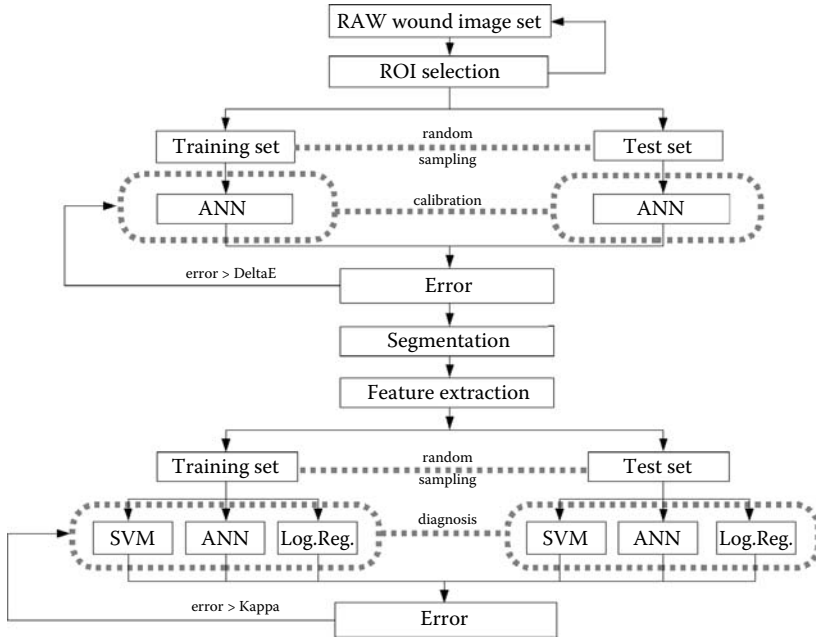 RAW wound image set
ROI selection
Training set
random
sampling
Test set
ANN
calibration
ANN
error > DeltaE
Error
Segmentation
Feature extraction
Training set
random
sampling
Test set
SVM
ANN
Log.Reg.
diagnosis
SVM
ANN
Log.Reg.
error > Kappa
Error